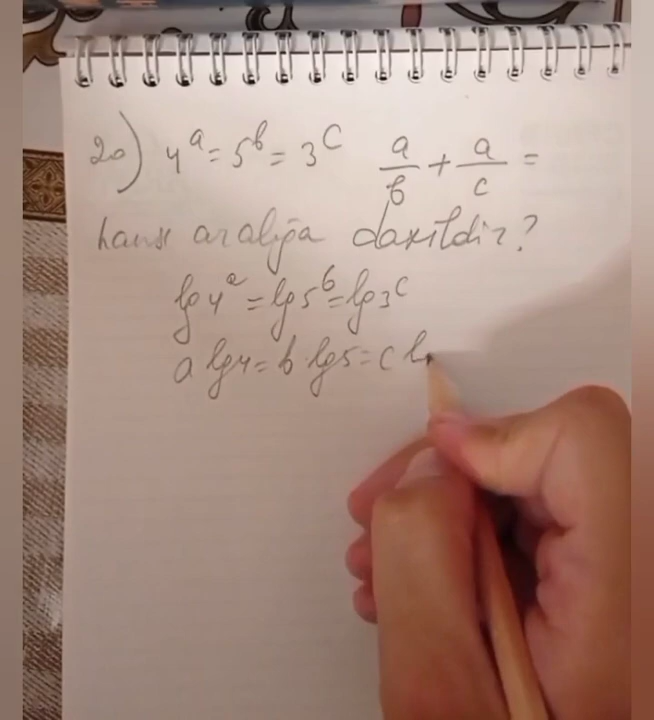 20) 4^a = 5^b = 3^c   a/b + a/c =
hansı aralığa daxildir?
lg4^a = lg5^b = lg3^c
a lg4 = b·lg5 = c l